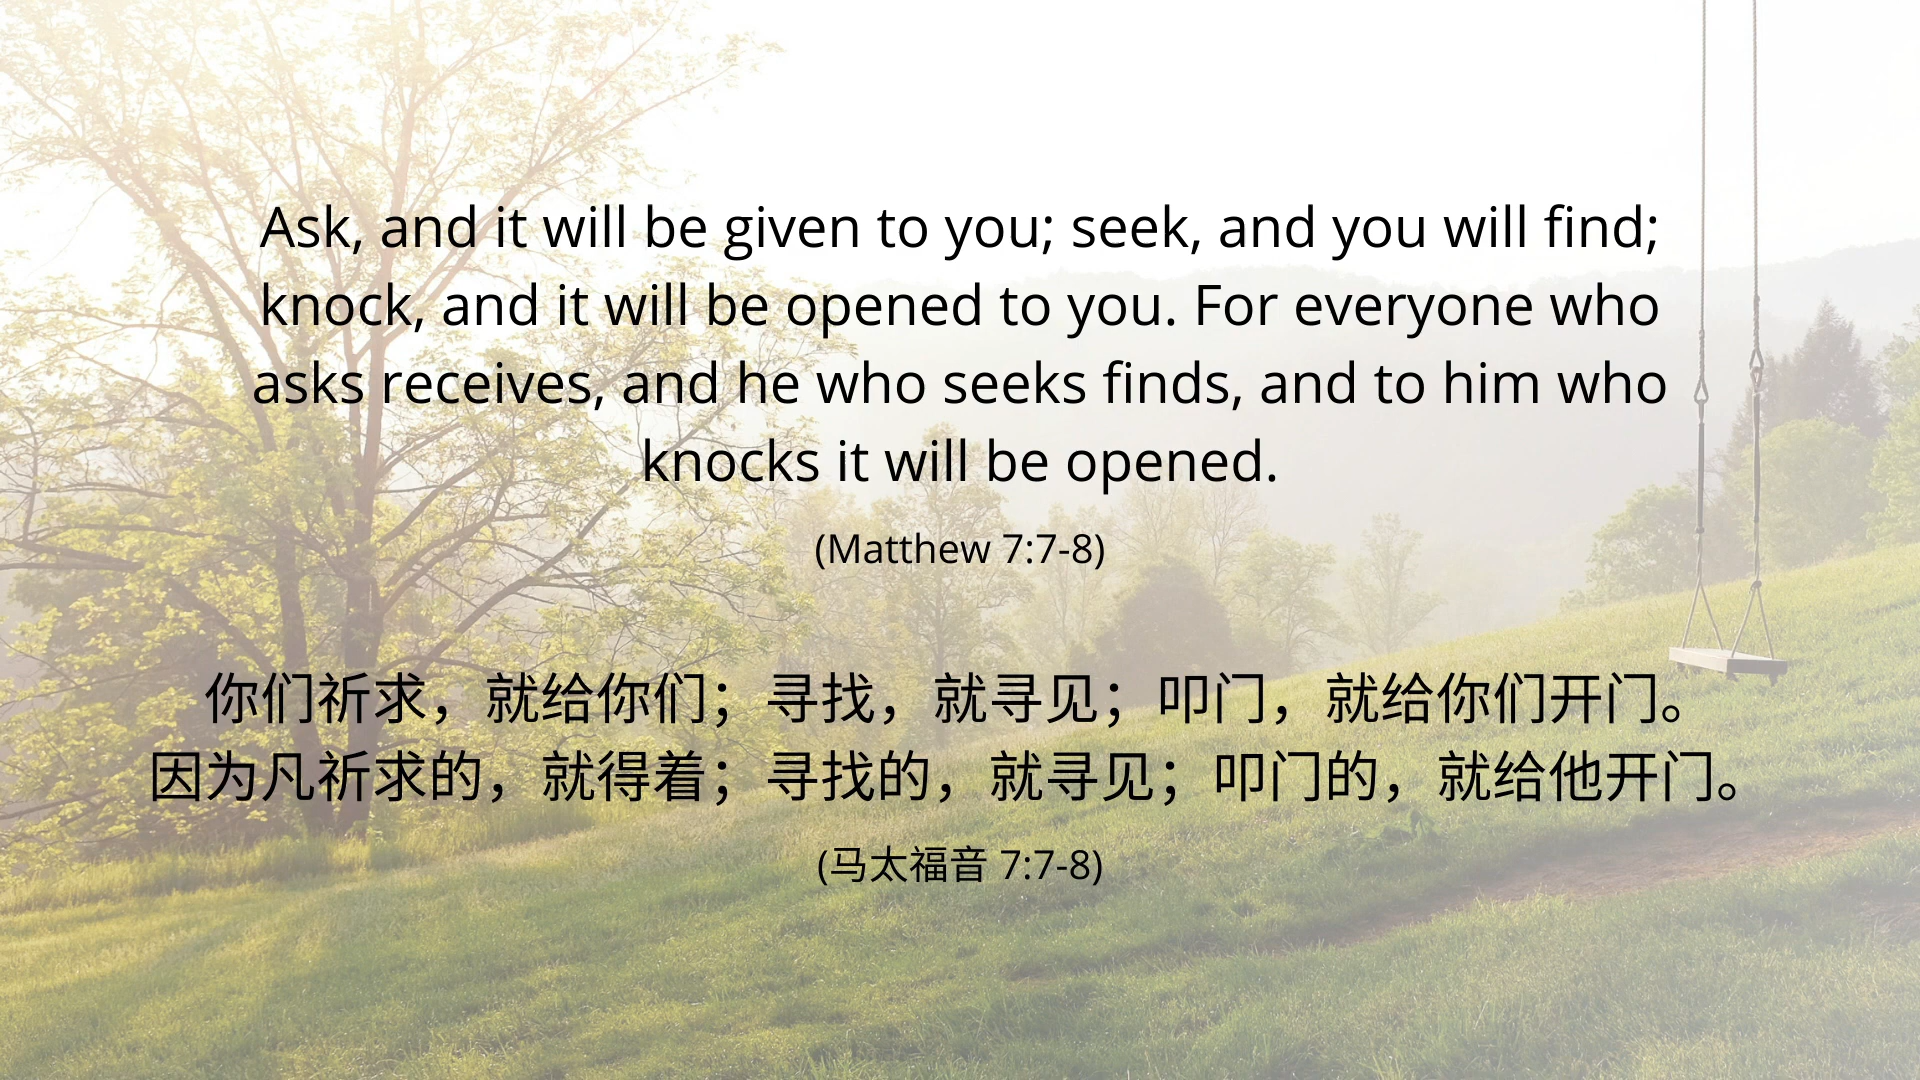 Ask, and it will be given to you; seek, and you will find;
knock, and it will be opened to you. For everyone who
asks receives, and he who seeks finds, and to him who
knocks it will be opened.
(Matthew 7:7-8)
你们祈求，就给你们；寻找，就寻见；叩门，就给你们开门。
因为凡祈求的，就得着；寻找的，就寻见；叩门的，就给他开门。
(马太福音 7:7-8)